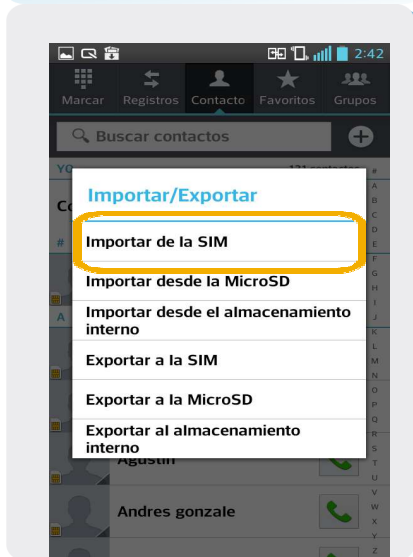 2:42
Marcar Registros Contacto Favoritos Grupos
Buscar contactos
YO
Importar/Exportar
Importar de la SIM
Importar desde la MicroSD
Importar desde el almacenamiento
interno
Exportar a la SIM
Exportar a la MicroSD
Exportar al almacenamiento
interno
Agustin
Andres gonzale
#
A
#
A
B
C
D
E
F
G
H
I
J
K
L
M
N
O
P
Q
R
S
T
U
V
W
X
Y
Z